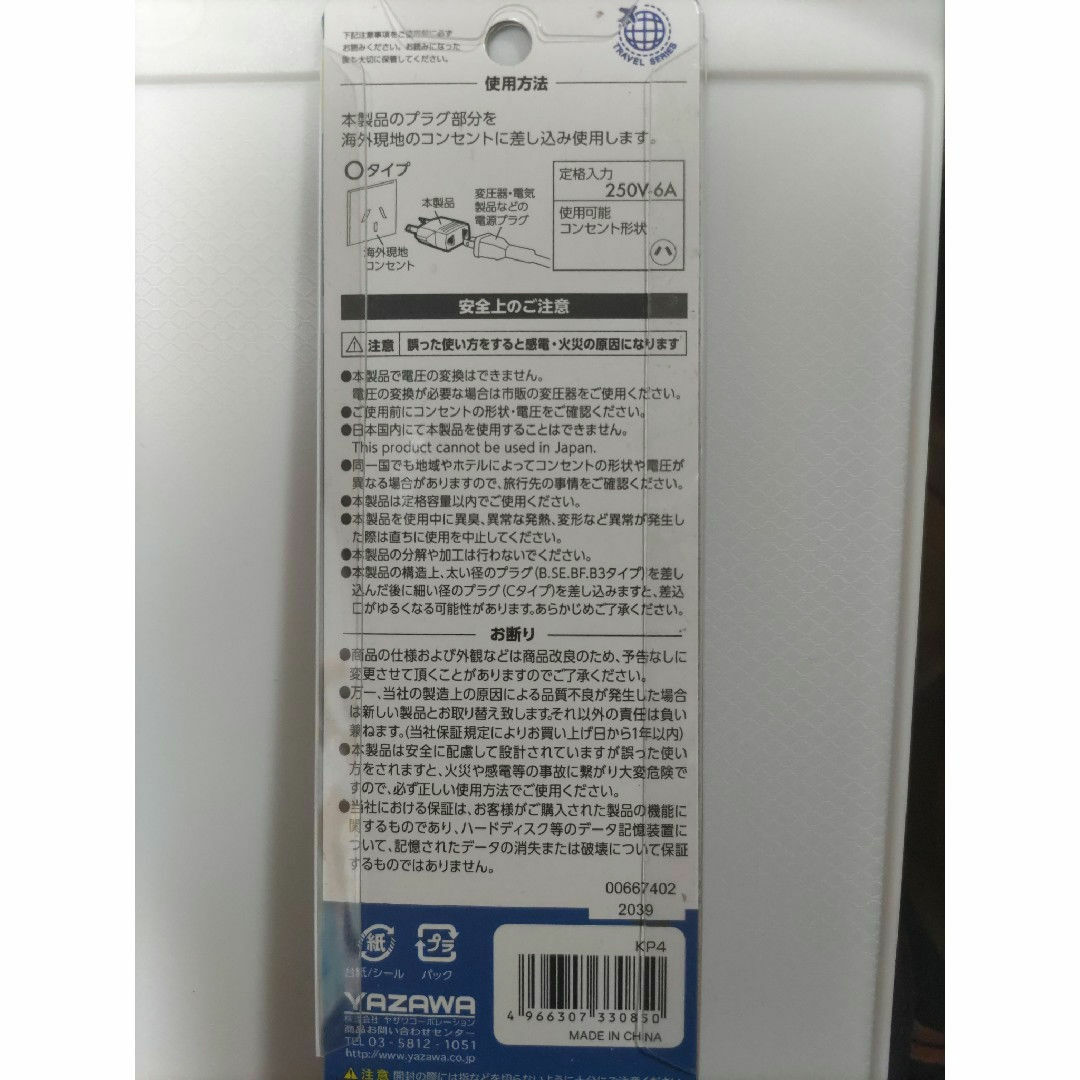 下記注意事項をご使用前に必ず
お読みください。お読みになった
後も大切に保管してください。
TRAVEL SERIES
使用方法
本製品のプラグ部分を
海外現地のコンセントに差し込み使用します。
Oタイプ
本製品
変圧器・電気
製品などの
電源プラグ
海外現地
コンセント
定格入力
250V-6A
使用可能
コンセント形状
安全上のご注意
注意 誤った使い方をすると感電・火災の原因になります
●本製品で電圧の変換はできません。
電圧の変換が必要な場合は市販の変圧器をご使用ください。
●ご使用前にコンセントの形状・電圧をご確認ください。
●日本国内にて本製品を使用することはできません。
This product cannot be used in Japan.
●同一国でも地域やホテルによってコンセントの形状や電圧が
異なる場合がありますので、旅行先の事情をご確認ください。
●本製品は定格容量以内でご使用ください。
●本製品を使用中に異臭、異常な発熱、変形など異常が発生し
た際は直ちに使用を中止してください。
●本製品の分解や加工は行わないでください。
●本製品の構造上、太い径のプラグ(B.SE.BF.B3タイプ)を差し
込んだ後に細い径のプラグ(Cタイプ)を差し込みますと、差込
口がゆるくなる可能性があります。あらかじめご了承ください。
お断り
●商品の仕様および外観などは商品改良のため、予告なしに
変更させて頂くことがありますのでご了承ください。
●万一、当社の製造上の原因による品質不良が発生した場合
は新しい製品とお取り替え致します。それ以外の責任は負い
兼ねます。(当社保証規定によりお買い上げ日から1年以内)
●本製品は安全に配慮して設計されていますが誤った使い
方をされますと、火災や感電等の事故に繋がり大変危険で
すので、必ず正しい使用方法でご使用ください。
●当社における保証は、お客様がご購入された製品の機能に
関するものであり、ハードディスク等のデータ記憶装置に
ついて、記憶されたデータの消失または破壊について保証
するものではありません。
00667402
2039
紙
プラ
台紙/シール
パック
KP4
4 966307 330850
MADE IN CHINA
YAZAWA
株式会社 ヤザワコーポレーション
商品お問い合わせセンター
TEL 03-5812-1051
http://www.yazawa.co.jp
注意 開封の際には指などを切らないように十分にご注意ください